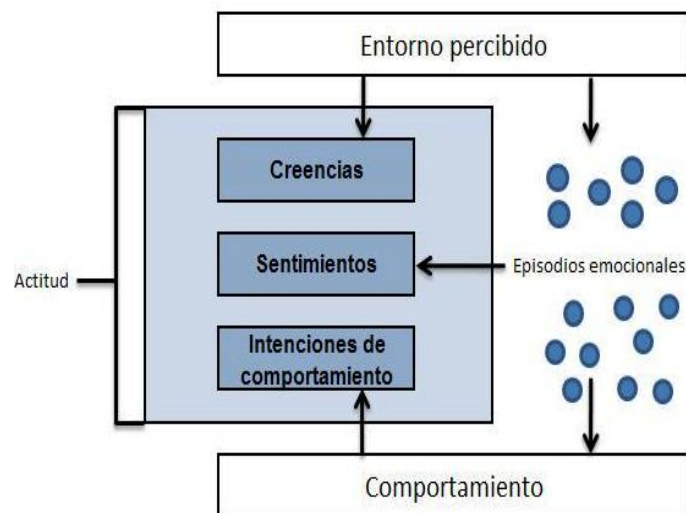 Entorno percibido
Creencias
Sentimientos
Episodios emocionales
Actitud
Intenciones de
comportamiento
Comportamiento